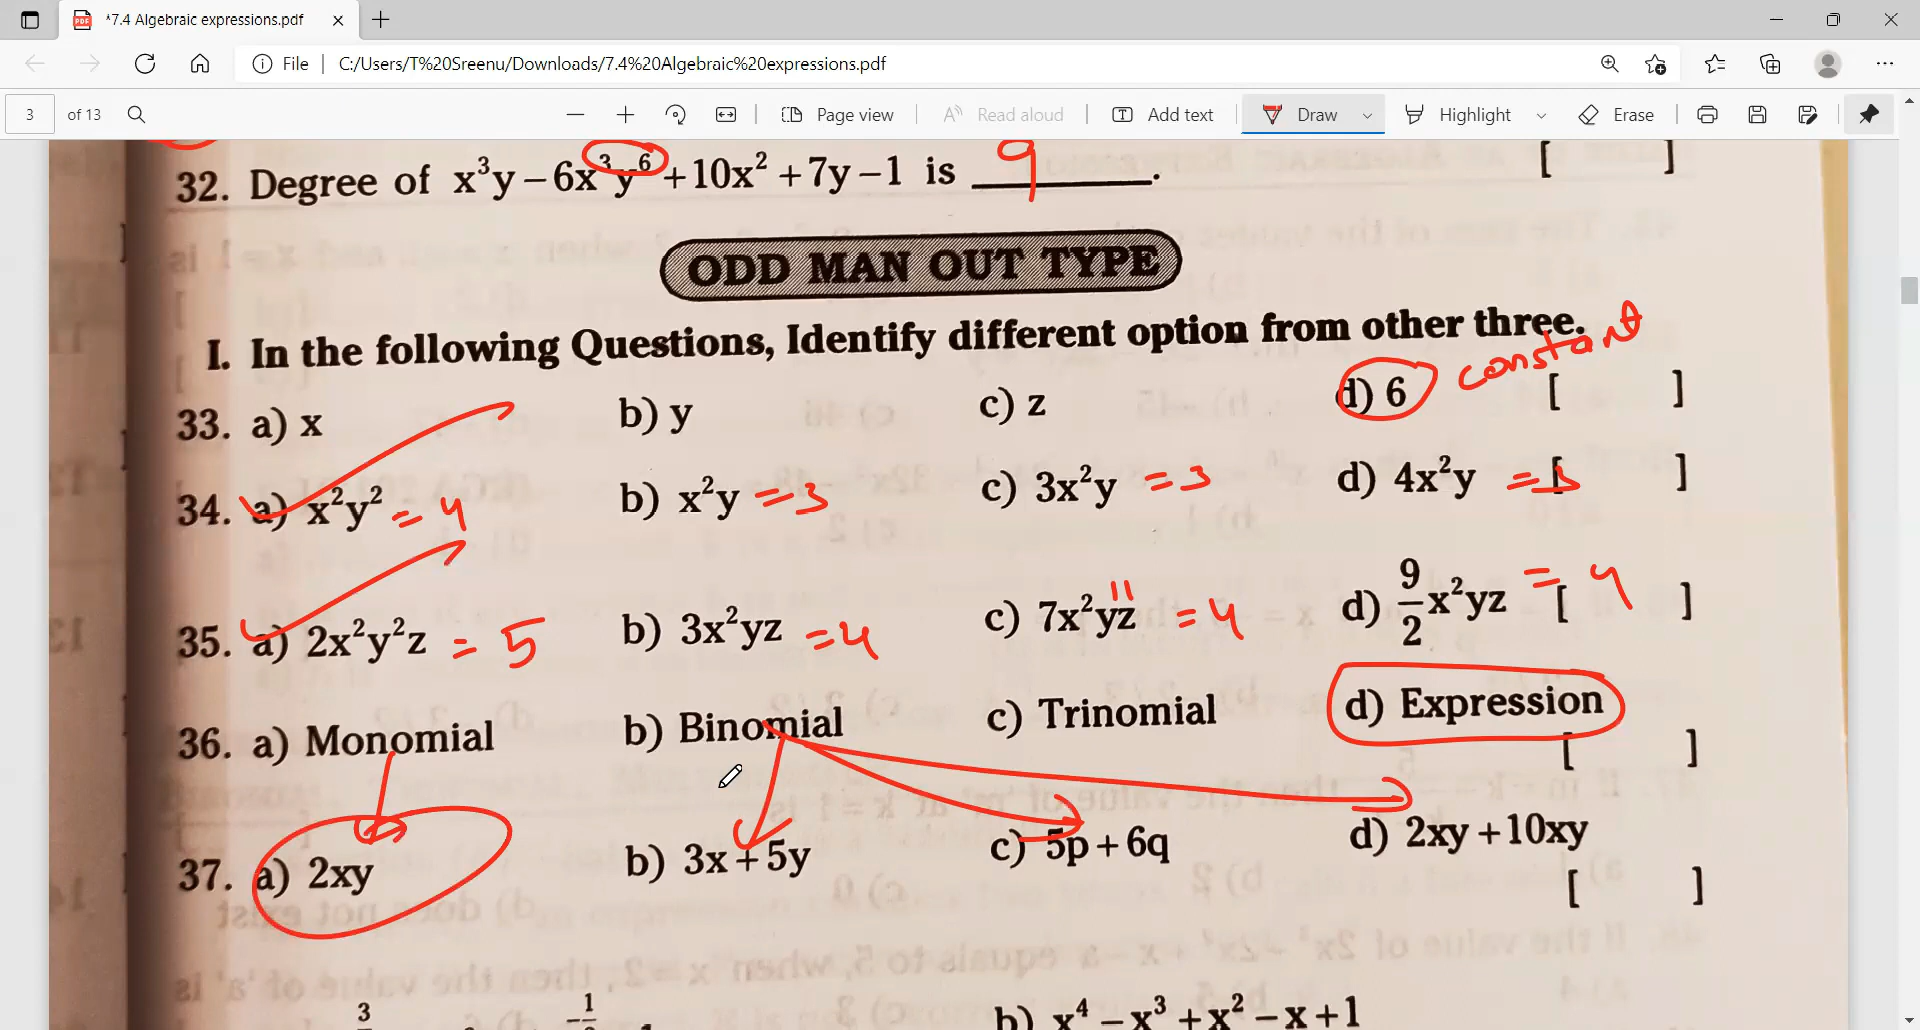 *7.4 Algebraic expressions.pdf
File | C:/Users/T%20Sreenu/Downloads/7.4%20Algebraic%20expressions.pdf
3 of 13 Page view Read aloud Add text Draw Highlight Erase
32. Degree of x³y − 6x³y⁶ + 10x² + 7y − 1 is ________. 9 [ ]
ODD MAN OUT TYPE
I. In the following Questions, Identify different option from other three.
constant
33. a) x b) y c) z d) 6 [ ]
34. a) x²y² = 4 b) x²y = 3 c) 3x²y = 3 d) 4x²y = 3 [ ]
35. a) 2x²y²z = 5 b) 3x²yz = 4 c) 7x²yz = 4 d) 9/2 x²yz = 4 [ ]
36. a) Monomial b) Binomial c) Trinomial d) Expression [ ]
37. a) 2xy b) 3x + 5y c) 5p + 6q d) 2xy + 10xy [ ]
b) x⁴ − x³ + x² − x + 1